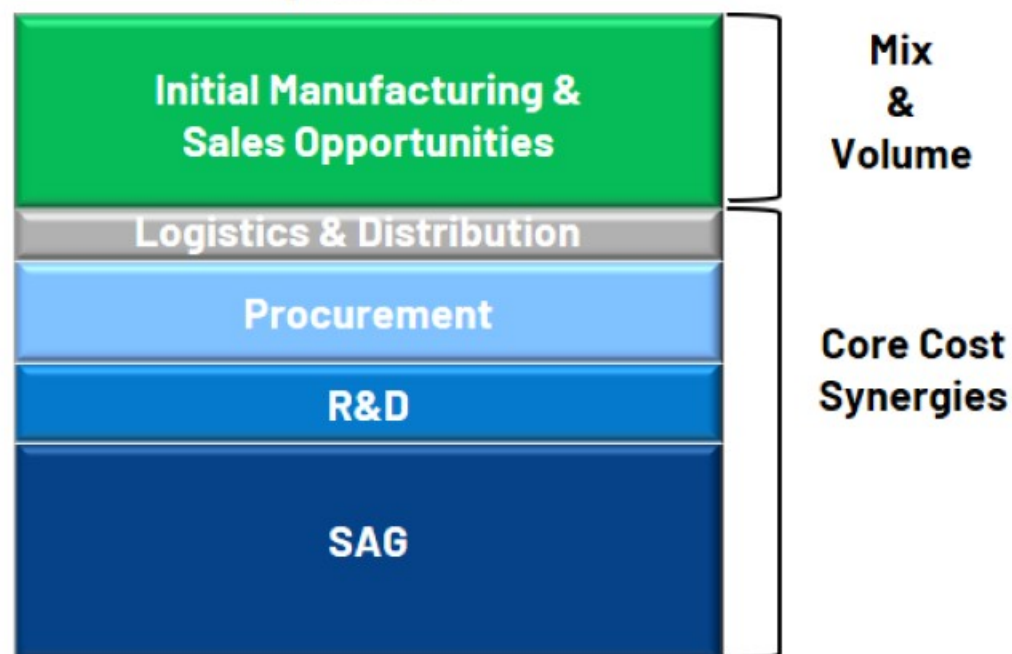 Initial Manufacturing &
Sales Opportunities
Mix
&
Volume
Logistics & Distribution
Procurement
R&D
SAG
Core Cost
Synergies